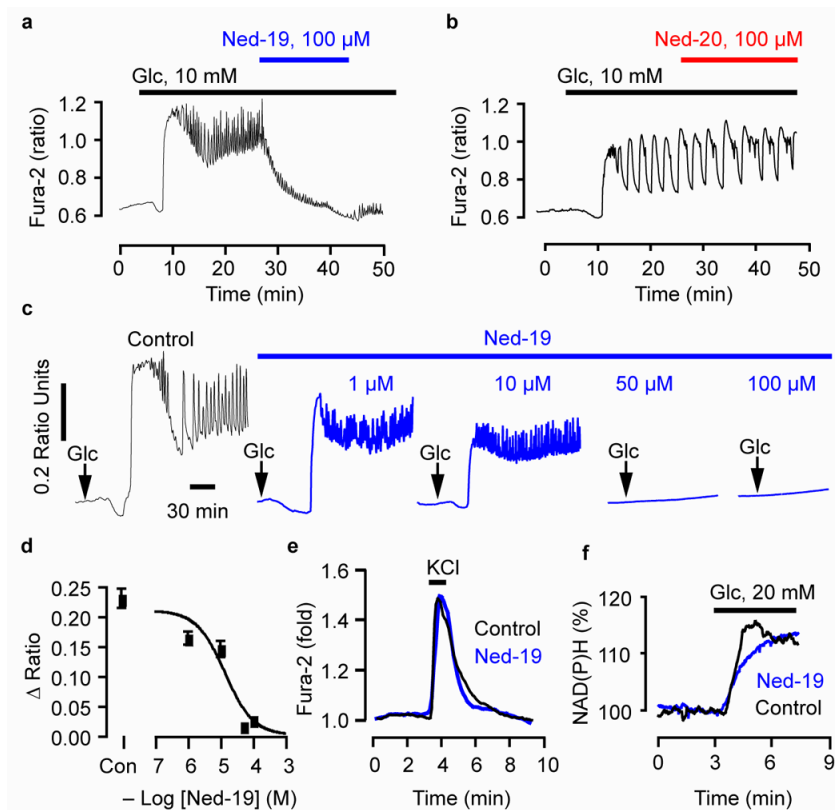 a
Ned-19, 100 µM
Glc, 10 mM
1.2
1.0
0.8
0.6
Fura-2 (ratio)
0 10 20 30 40 50
Time (min)
b
Ned-20, 100 µM
Glc, 10 mM
1.2
1.0
0.8
0.6
Fura-2 (ratio)
0 10 20 30 40 50
Time (min)
c
Control
Ned-19
1 µM 10 µM 50 µM 100 µM
0.2 Ratio Units
Glc Glc Glc Glc Glc
30 min
d
0.25
0.20
0.15
0.10
0.05
0.00
Δ Ratio
Con 7 6 5 4 3
– Log [Ned-19] (M)
e
KCl
1.6
1.4
1.2
1.0
Fura-2 (fold)
Control
Ned-19
0 2 4 6 8 10
Time (min)
f
Glc, 20 mM
120
110
100
NAD(P)H (%)
Ned-19
Control
0 3 6 9
Time (min)